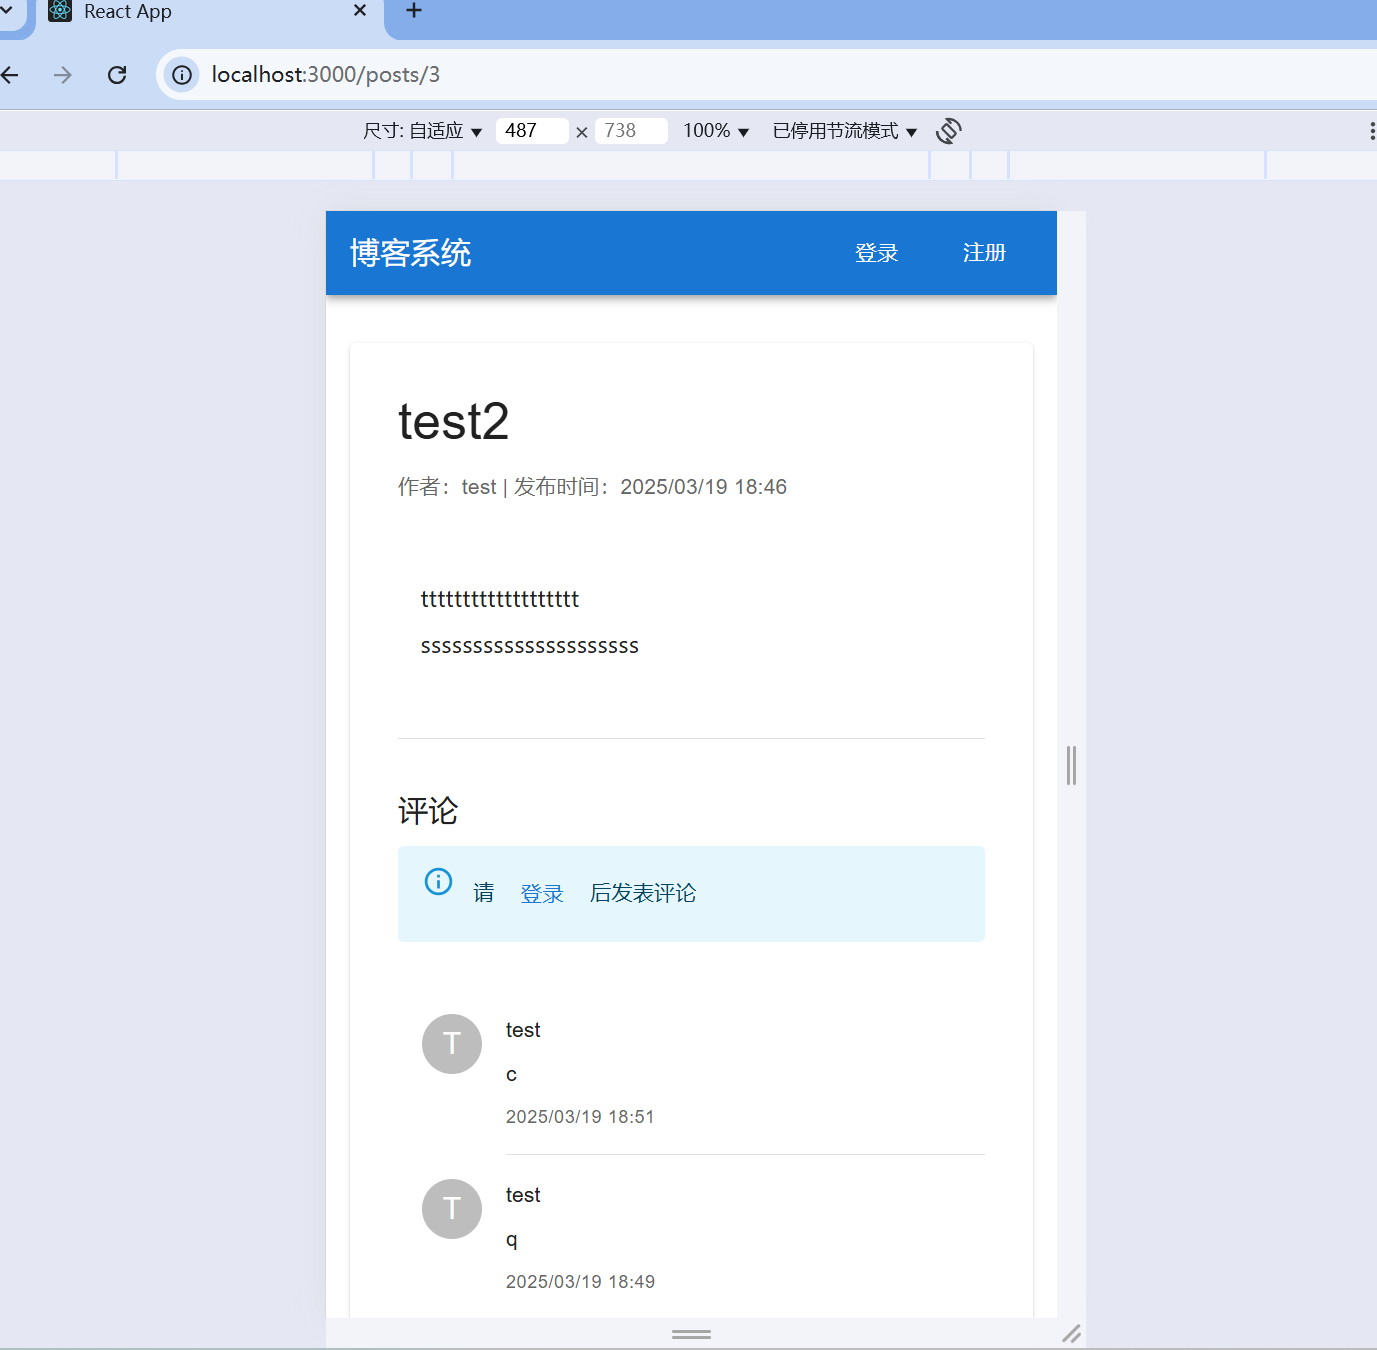 React App
localhost:3000/posts/3
尺寸: 自适应 487 × 738 100% 已停用节流模式
博客系统 登录 注册
test2
作者：test | 发布时间：2025/03/19 18:46
ttttttttttttttttttt
sssssssssssssssssssss
评论
请 登录 后发表评论
T test
c
2025/03/19 18:51
T test
q
2025/03/19 18:49